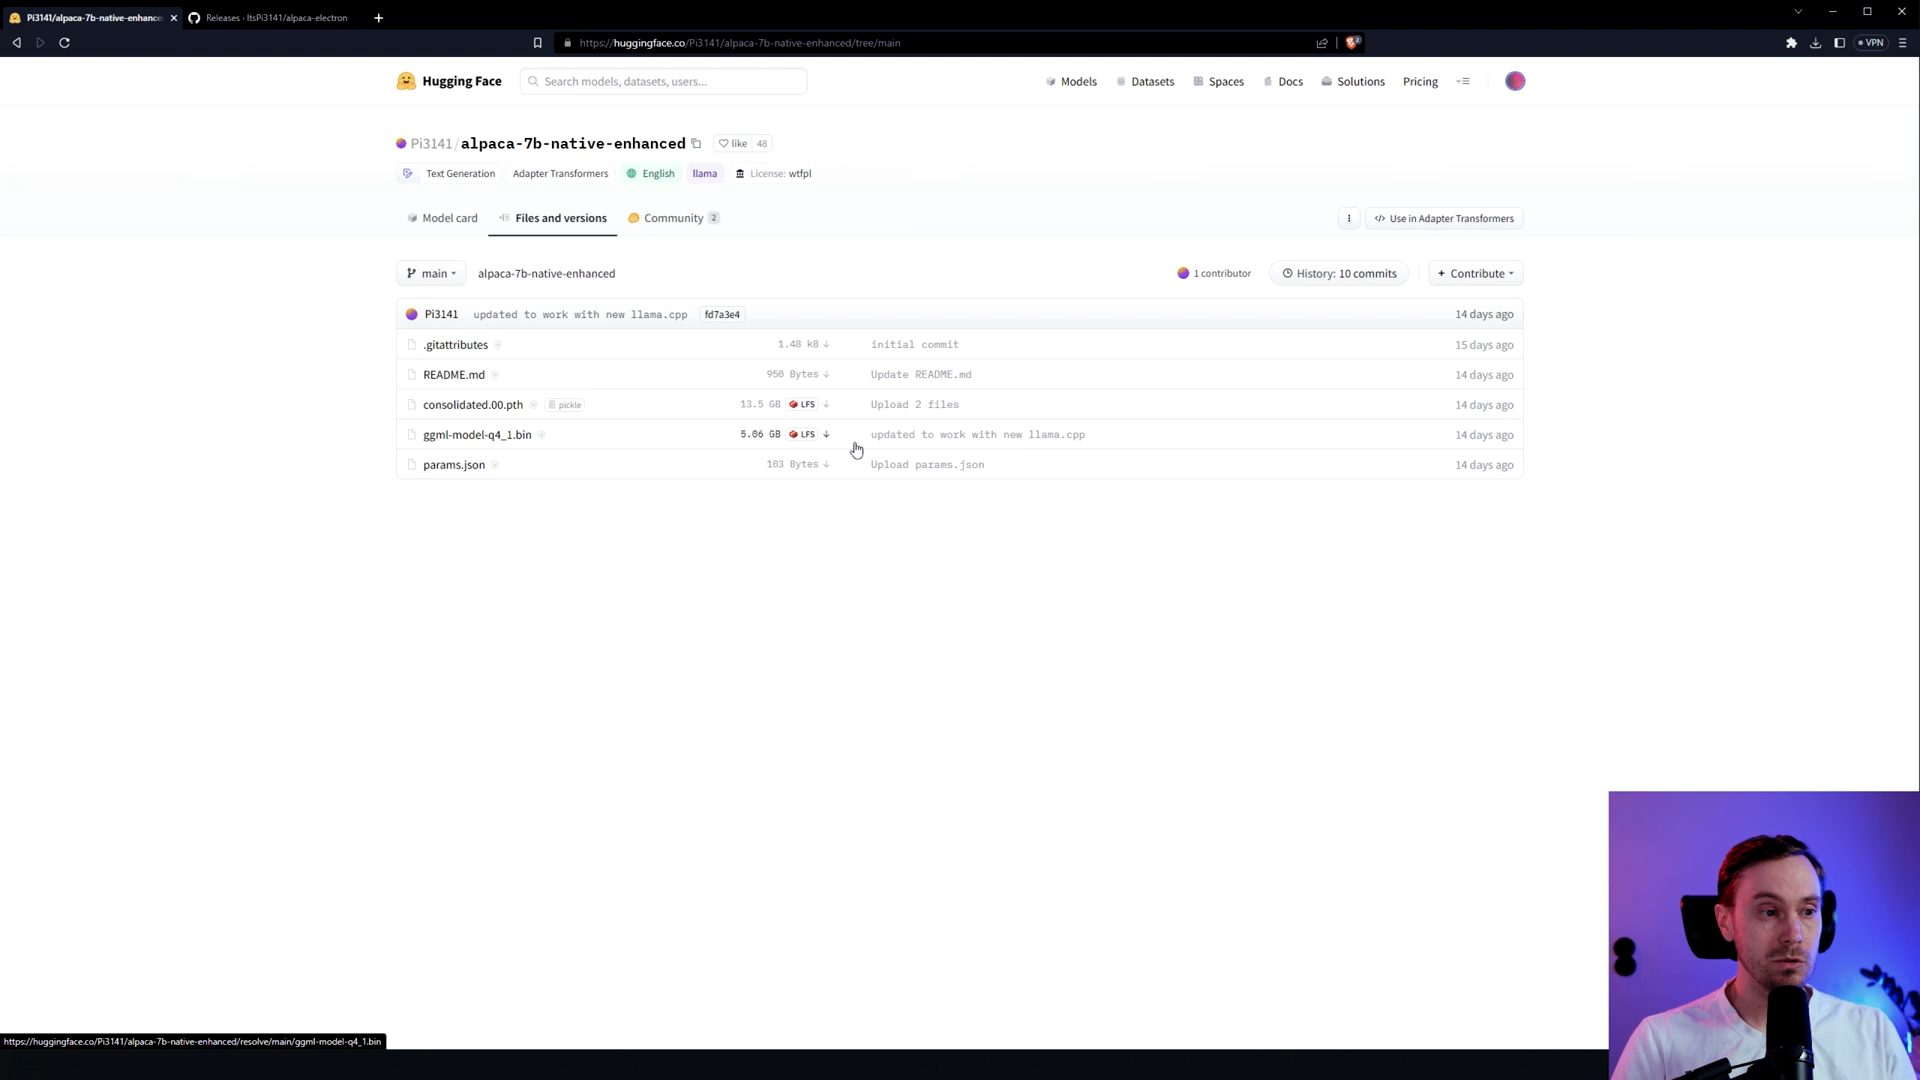 Pi3141/alpaca-7b-native-enhance
Releases · ItsPi3141/alpaca-electron
https://huggingface.co/Pi3141/alpaca-7b-native-enhanced/tree/main
2
VPN
Hugging Face
Search models, datasets, users...
Models
Datasets
Spaces
Docs
Solutions
Pricing
Pi3141/alpaca-7b-native-enhanced
like 48
Text Generation
Adapter Transformers
English
llama
License: wtfpl
Model card
Files and versions
Community 2
</> Use in Adapter Transformers
main
alpaca-7b-native-enhanced
1 contributor
History: 10 commits
+ Contribute
Pi3141 updated to work with new llama.cpp fd7a3e4 14 days ago
.gitattributes 1.48 kB initial commit 15 days ago
README.md 950 Bytes Update README.md 14 days ago
consolidated.00.pth pickle 13.5 GB LFS Upload 2 files 14 days ago
ggml-model-q4_1.bin 5.06 GB LFS updated to work with new llama.cpp 14 days ago
params.json 103 Bytes Upload params.json 14 days ago
https://huggingface.co/Pi3141/alpaca-7b-native-enhanced/resolve/main/ggml-model-q4_1.bin